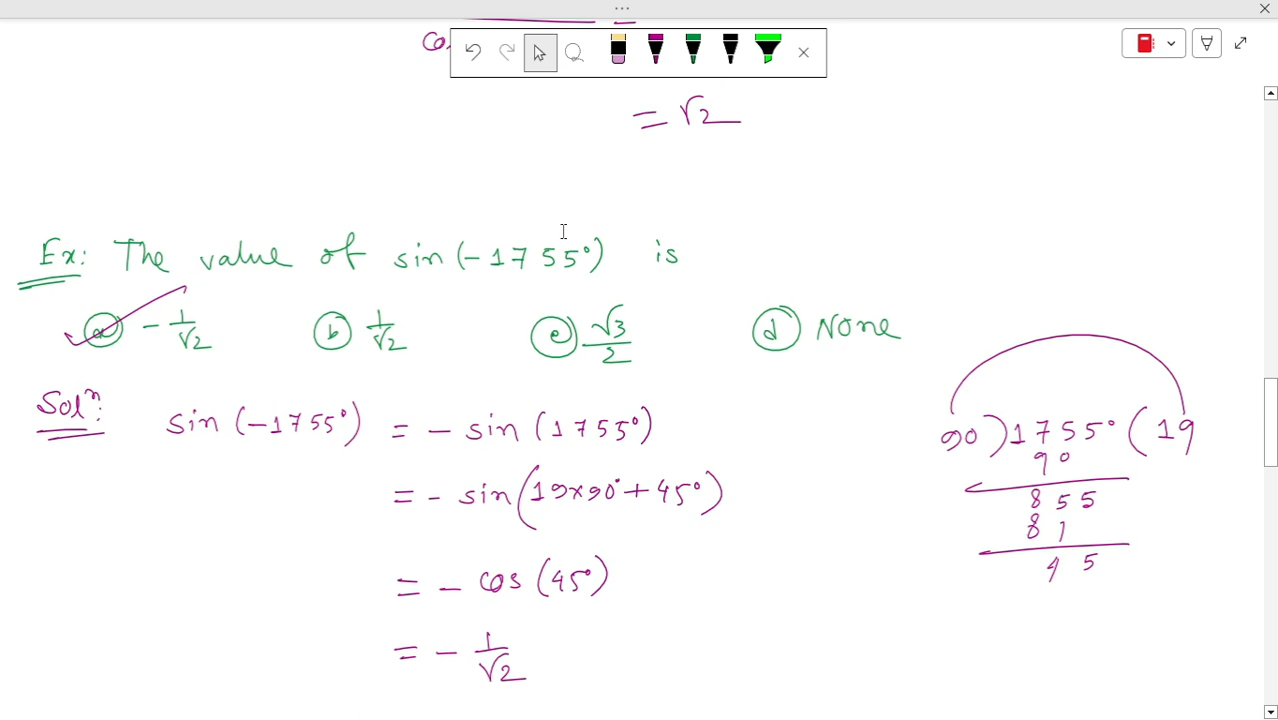 Co
= √2
Ex: The value of sin(-1755°) is
(a) -1/√2 (b) 1/√2 (c) √3/2 (d) None
Solⁿ: sin(-1755°) = - sin(1755°)
= - sin(19×90°+45°)
= - cos(45°)
= - 1/√2
90)1755°(19
90
855
81
45